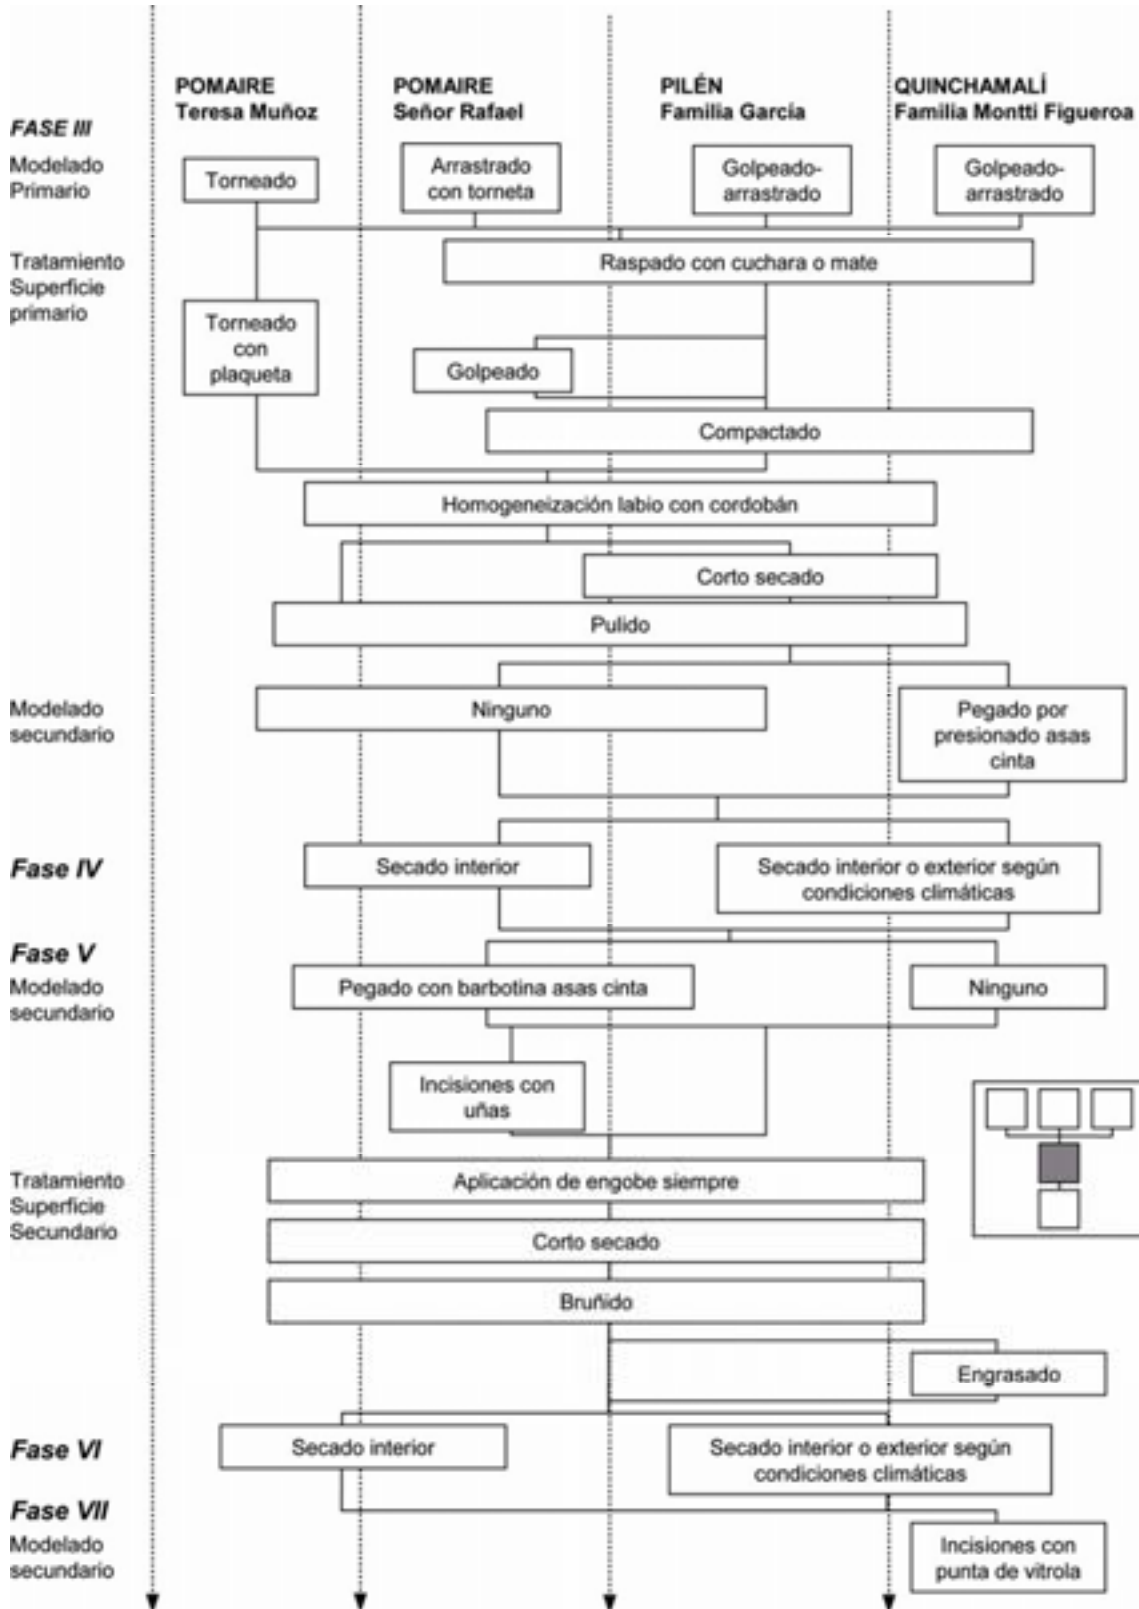 POMAIRE
Teresa Muñoz
POMAIRE
Señor Rafael
PILÉN
Familia García
QUINCHAMALÍ
Familia Montti Figueroa
FASE III
Modelado
Primario
Torneado
Arrastrado
con torneta
Golpeado-
arrastrado
Golpeado-
arrastrado
Tratamiento
Superficie
primario
Raspado con cuchara o mate
Torneado
con
plaqueta
Golpeado
Compactado
Homogeneización labio con cordobán
Corto secado
Pulido
Modelado
secundario
Ninguno
Pegado por
presionado asas
cinta
Fase IV
Secado interior
Secado interior o exterior según
condiciones climáticas
Fase V
Modelado
secundario
Pegado con barbotina asas cinta
Ninguno
Incisiones con
uñas
Tratamiento
Superficie
Secundario
Aplicación de engobe siempre
Corto secado
Bruñido
Engrasado
Fase VI
Secado interior
Secado interior o exterior según
condiciones climáticas
Fase VII
Modelado
secundario
Incisiones con
punta de vitrola